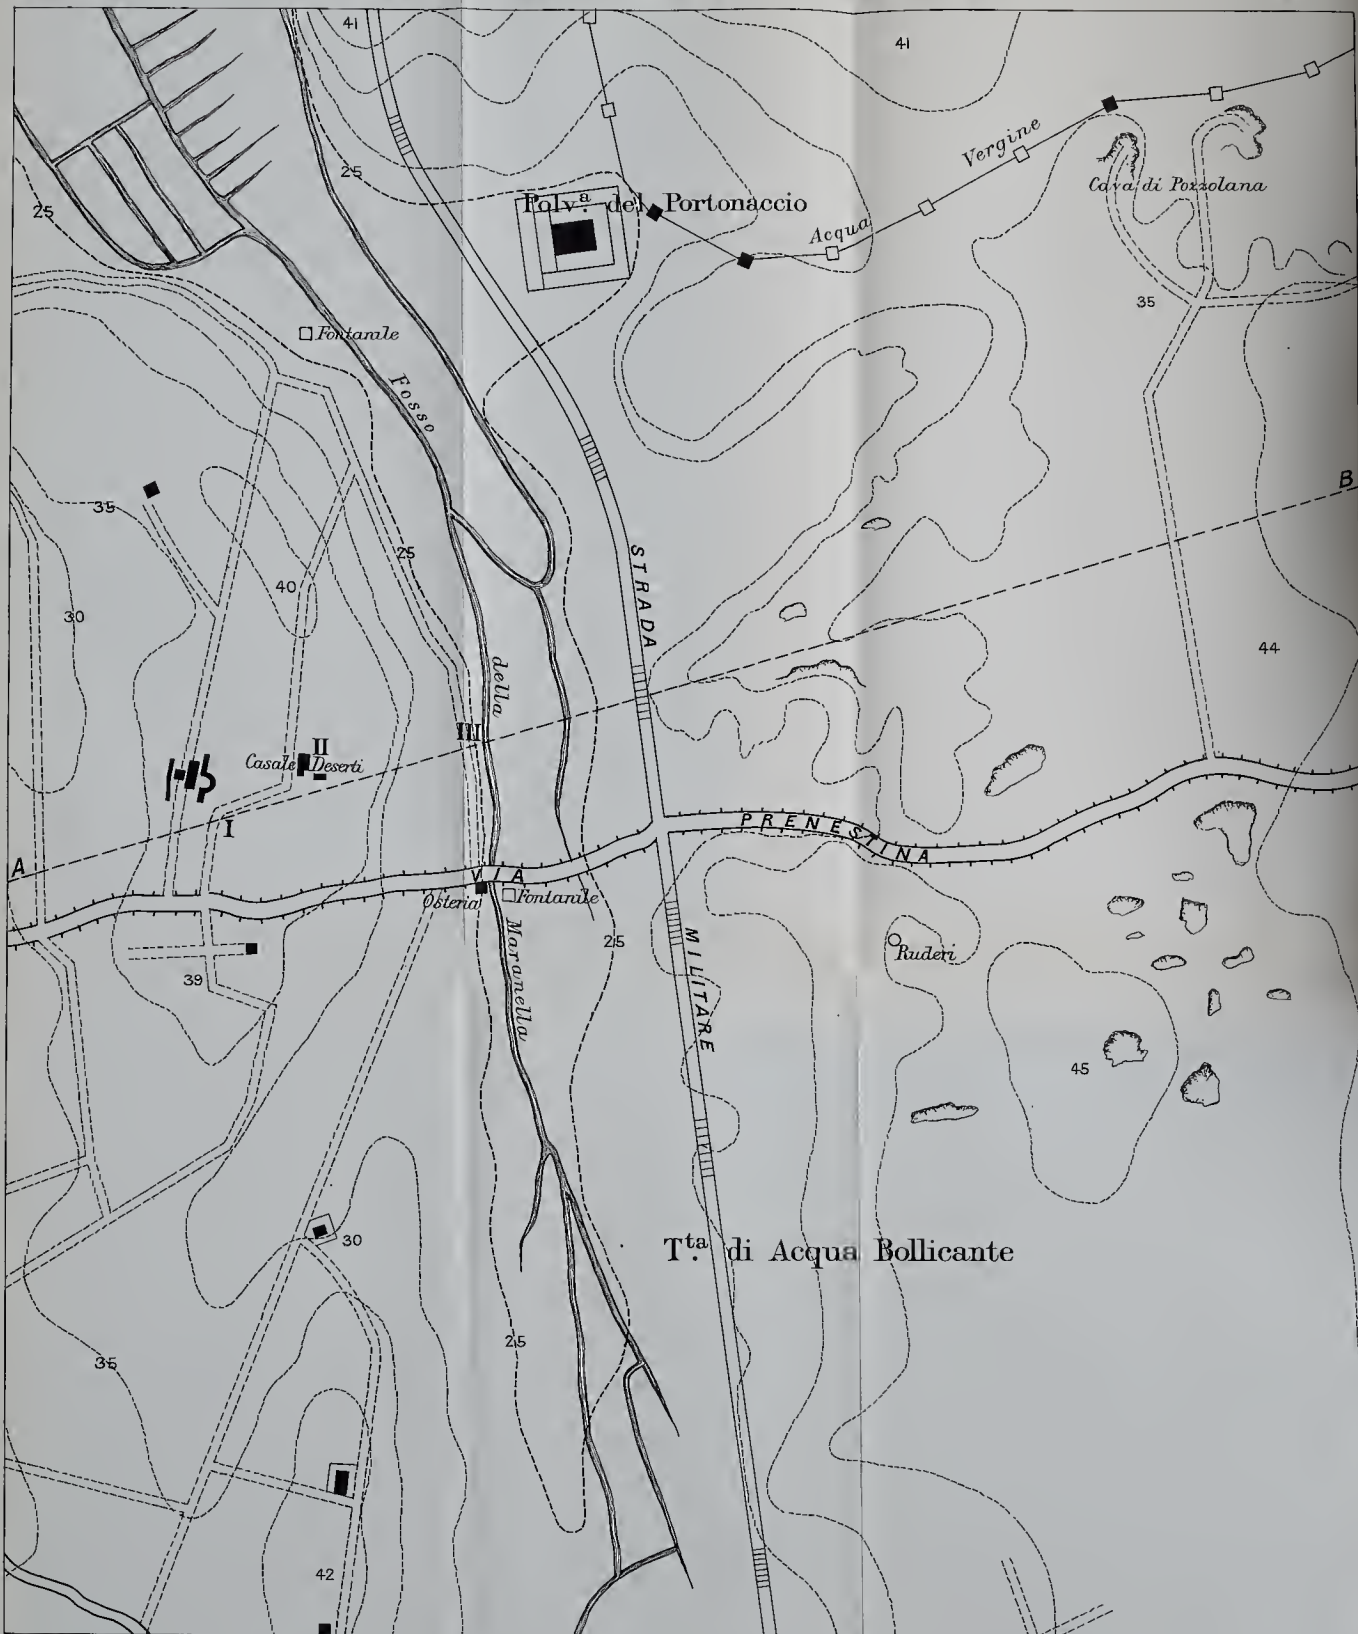 41
41
25
25
Polv.ª del Portonaccio
Acqua Vergine
Cava di Pozzolana
35
Fontanile
Fosso della Maranella
B
35
25
40
30
STRADA MILITARE
44
III
II
Casale Deserti
I
A
VIA PRENESTINA
Osteria
Fontanile
25
39
Ruderi
45
30
T.ta di Acqua Bollicante
25
35
42